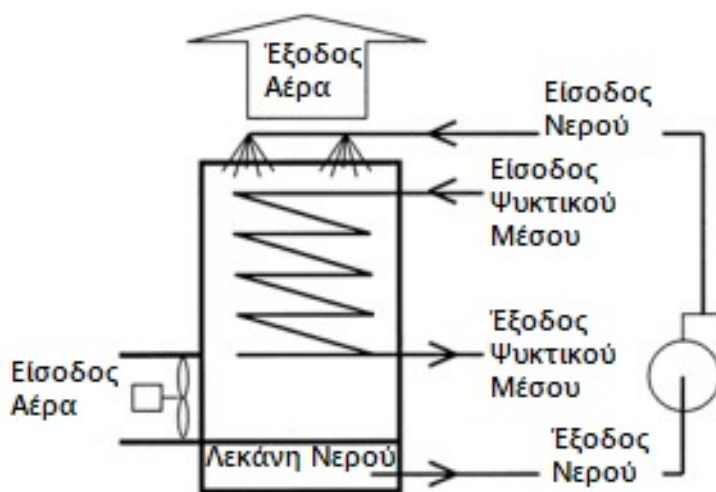 Έξοδος
Αέρα
Είσοδος
Νερού
Είσοδος
Ψυκτικού
Μέσου
Έξοδος
Ψυκτικού
Μέσου
Είσοδος
Αέρα
Λεκάνη Νερού
Έξοδος
Νερού